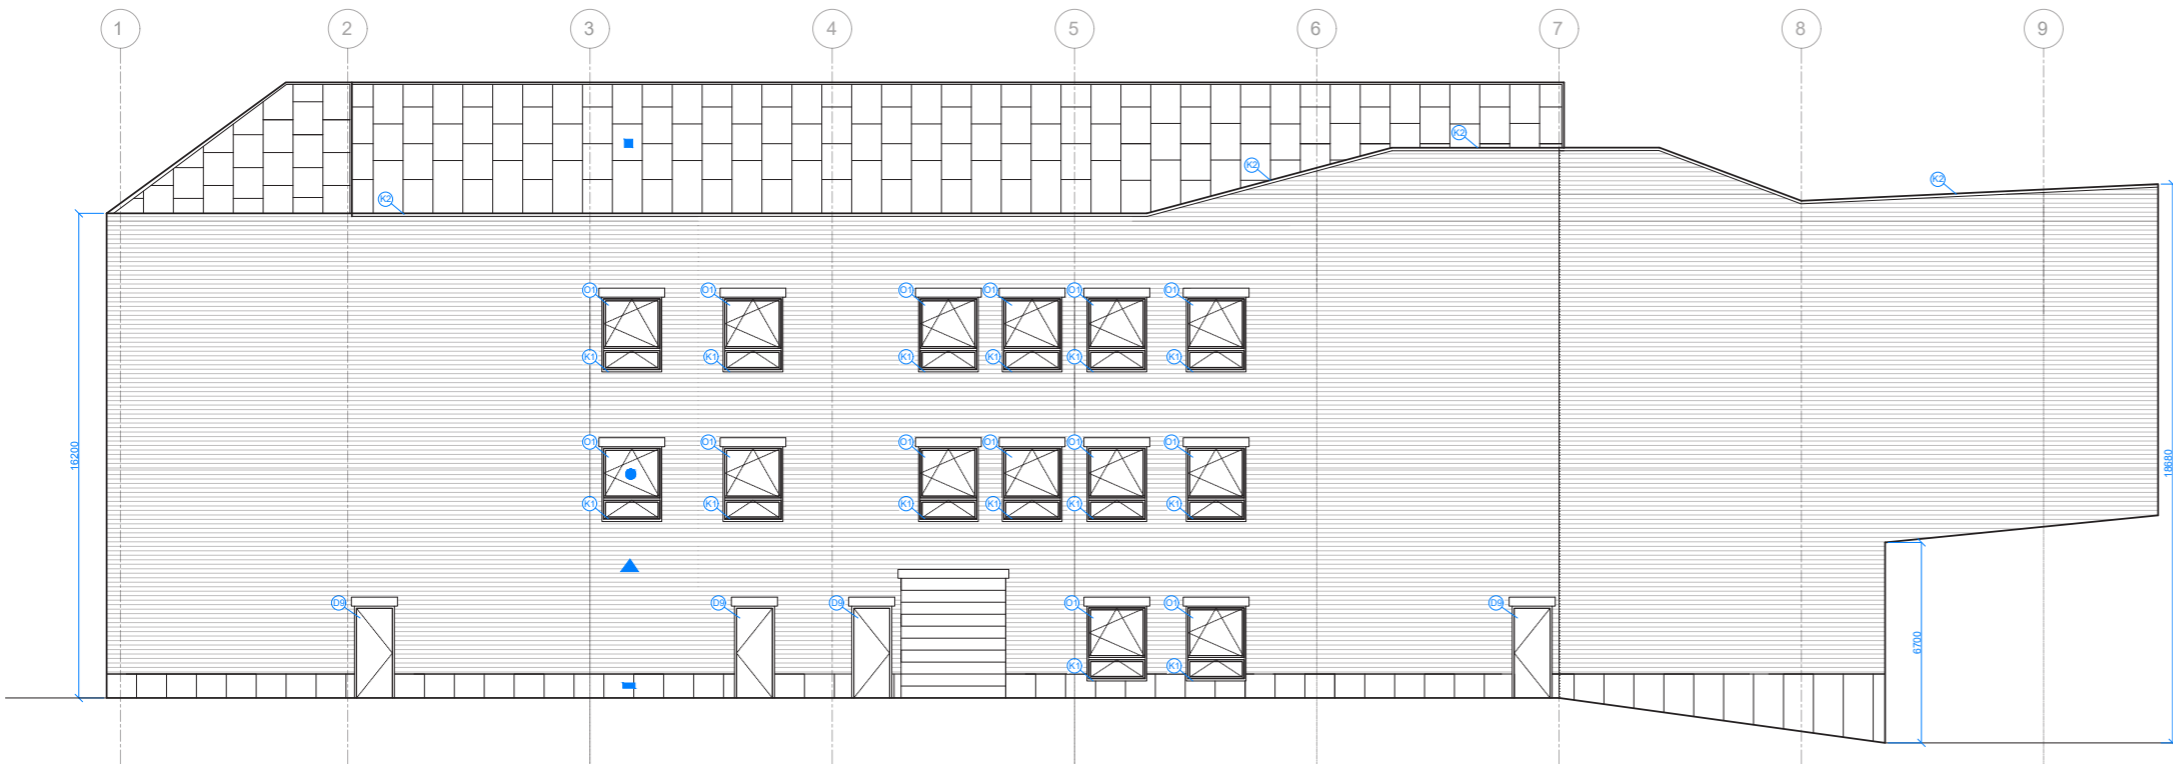 1 2 3 4 5 6 7 8 9
K2
K2
K2
K2
O1 O1 O1 O1 O1 O1
K1 K1 K1 K1 K1 K1
O1 O1 O1 O1 O1 O1
16200
18680
K1 K1 K1 K1 K1 K1
D9 D9 D9 O1 O1 D9
6700
K1 K1